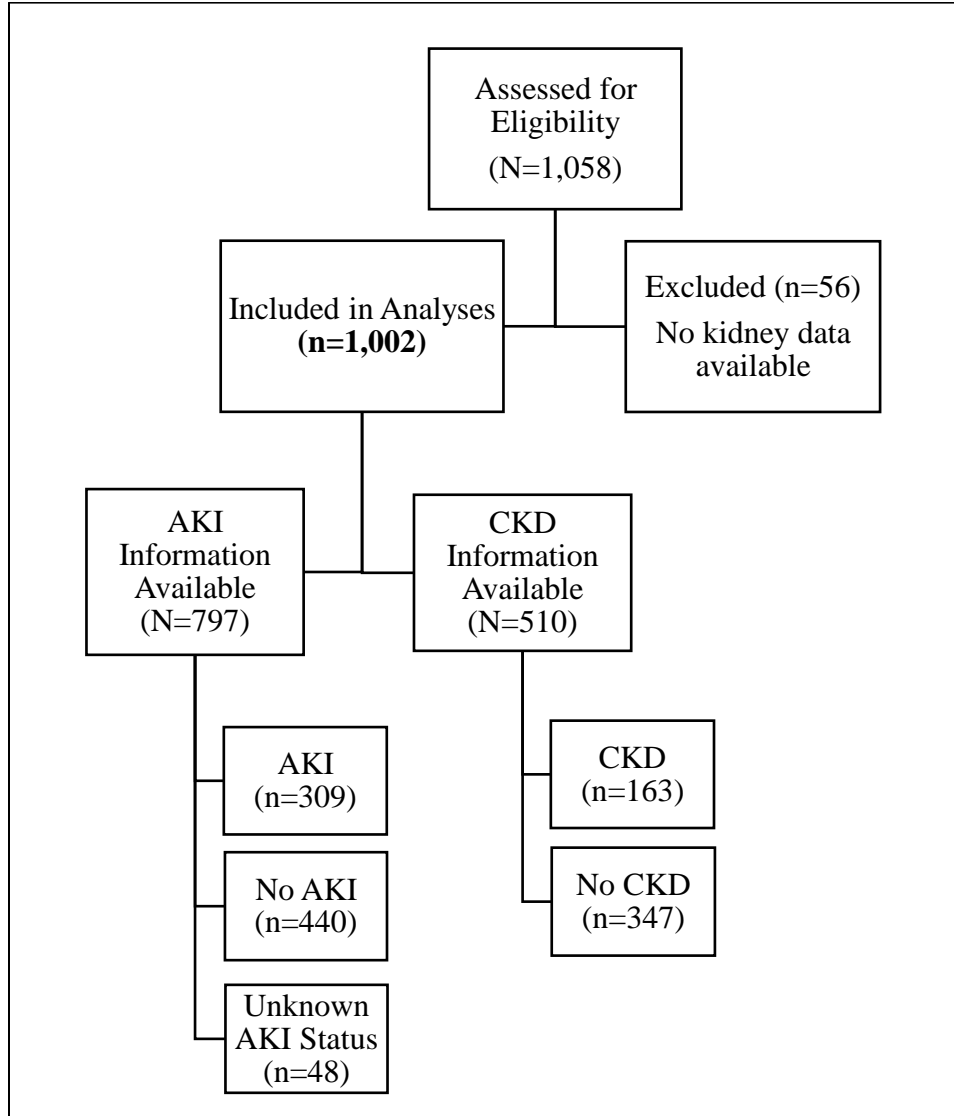 Assessed for
Eligibility
(N=1,058)
Included in Analyses
(n=1,002)
Excluded (n=56)
No kidney data
available
AKI
Information
Available
(N=797)
CKD
Information
Available
(N=510)
AKI
(n=309)
No AKI
(n=440)
Unknown
AKI Status
(n=48)
CKD
(n=163)
No CKD
(n=347)